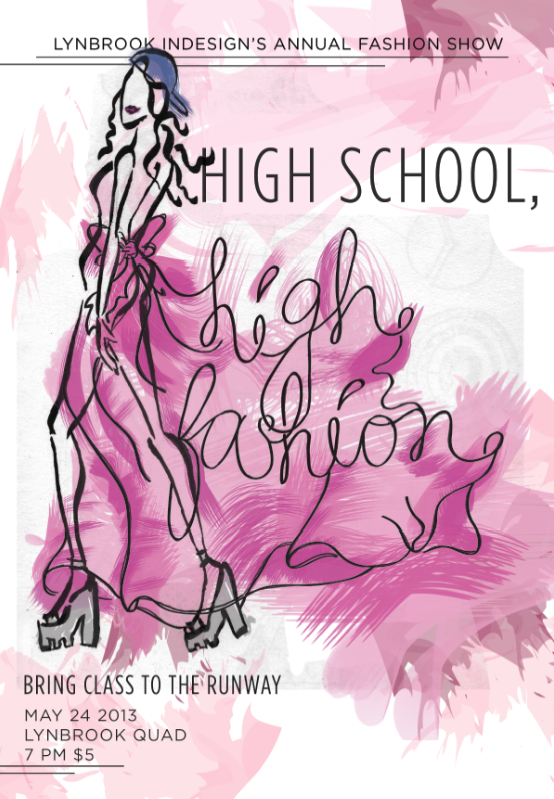 LYNBROOK INDESIGN'S ANNUAL FASHION SHOW
HIGH SCHOOL,
high
fashion
BRING CLASS TO THE RUNWAY
MAY 24 2013
LYNBROOK QUAD
7 PM $5